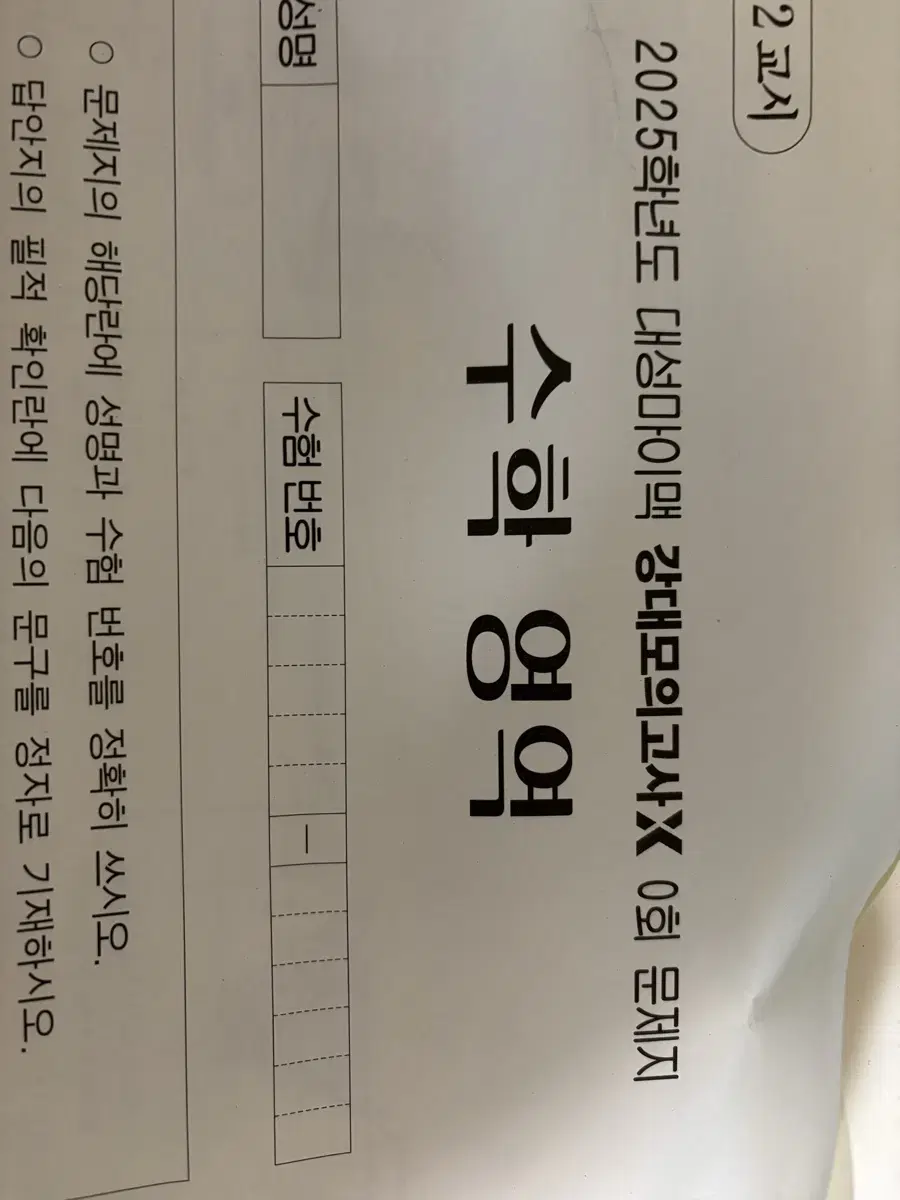 2 교시
2025학년도 대성마이맥 강대모의고사X 0회 문제지
수학 영역
성명 수험 번호 –
○ 문제지의 해당란에 성명과 수험 번호를 정확히 쓰시오.
○ 답안지의 필적 확인란에 다음의 문구를 정자로 기재하시오.